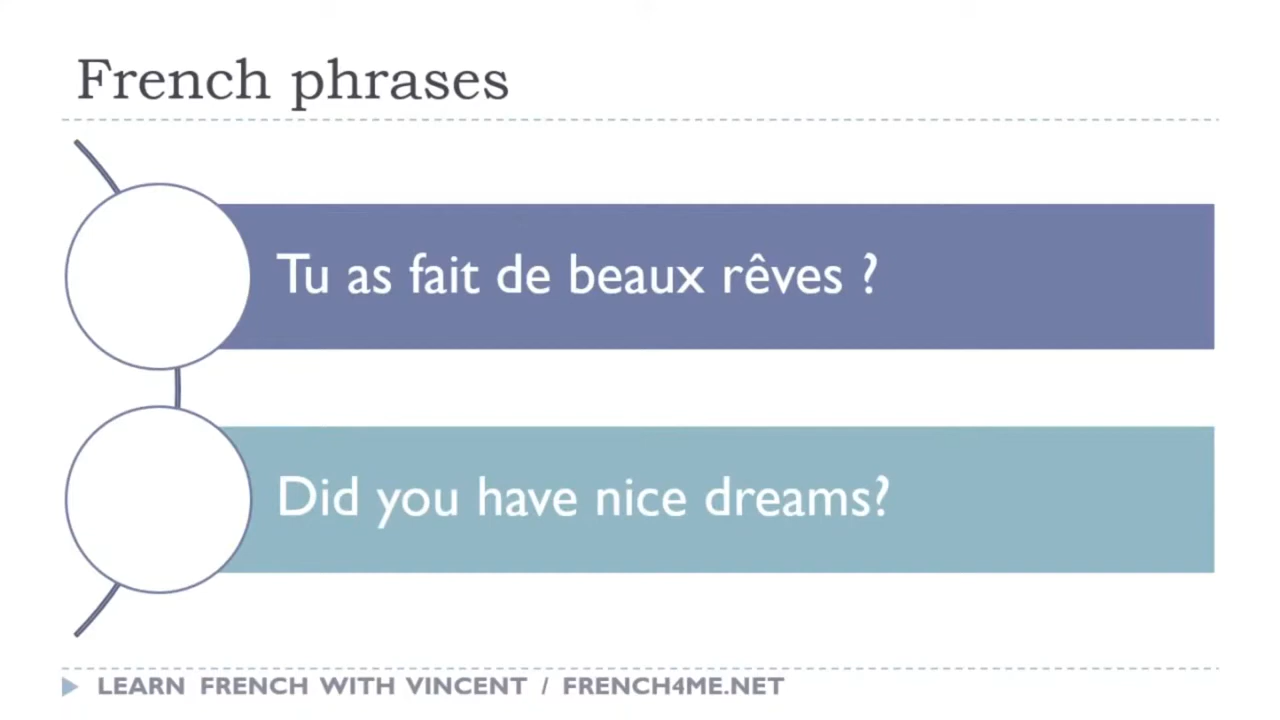 French phrases
Tu as fait de beaux rêves ?
Did you have nice dreams?
LEARN FRENCH WITH VINCENT / FRENCH4ME.NET